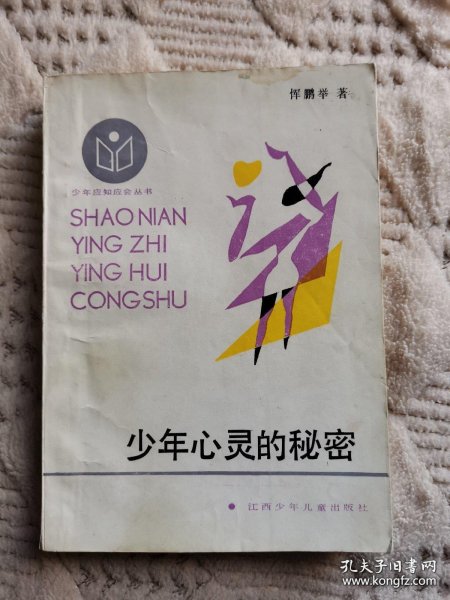 恽鹏举 著
少年应知应会丛书
SHAONIAN
YING ZHI
YING HUI
CONGSHU
少年心灵的秘密
江西少年儿童出版社
孔夫子旧书网
www.kongfz.com